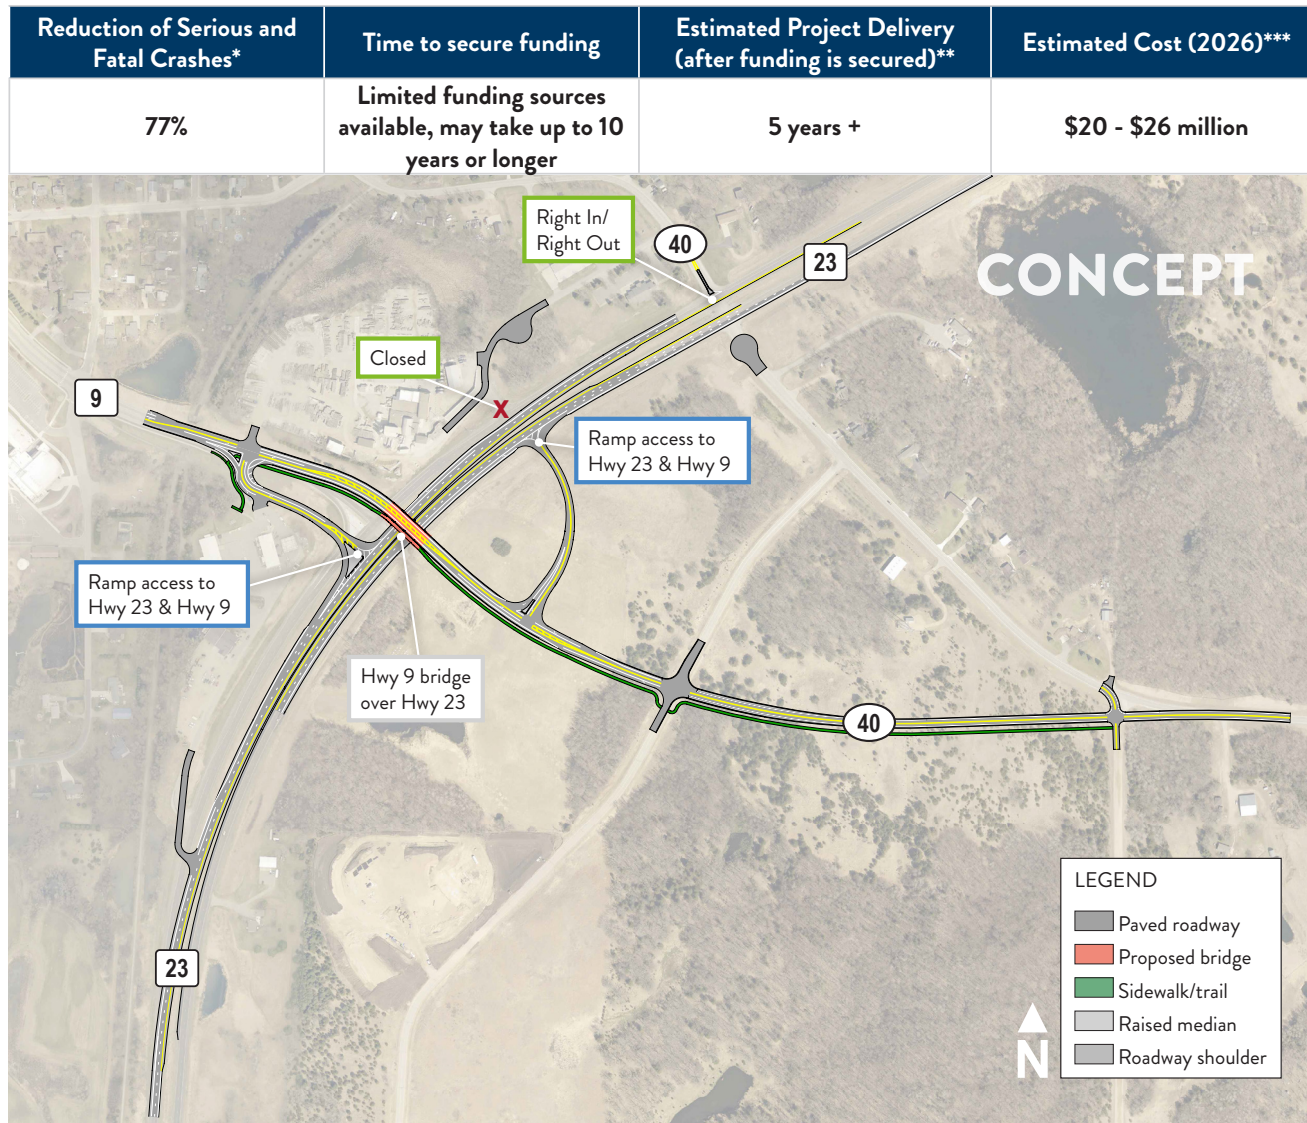 Reduction of Serious and
Fatal Crashes*
Time to secure funding
Estimated Project Delivery
(after funding is secured)**
Estimated Cost (2026)***
77%
Limited funding sources
available, may take up to 10
years or longer
5 years +
$20 - $26 million
Right In/
Right Out
40
23
CONCEPT
Closed
9
X
Ramp access to
Hwy 23 & Hwy 9
Ramp access to
Hwy 23 & Hwy 9
Hwy 9 bridge
over Hwy 23
40
23
LEGEND
Paved roadway
Proposed bridge
Sidewalk/trail
Raised median
Roadway shoulder
N